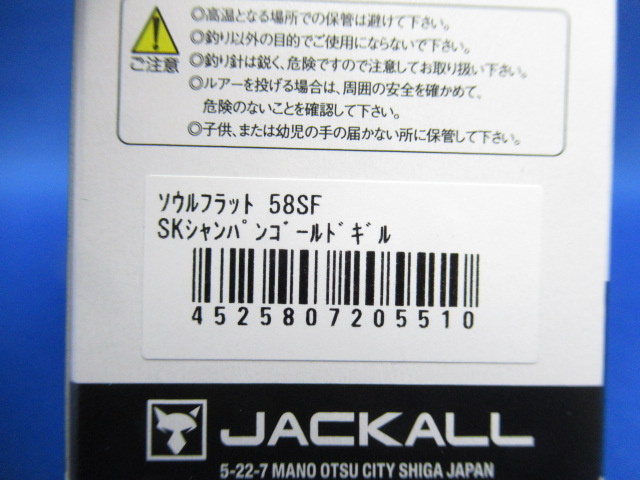 ◎高温となる場所での保管は避けて下さい。
◎釣り以外の目的でご使用にならないで下さい。
◎釣り針は鋭く、危険ですので注意してお取り扱い下さい。
◎ルアーを投げる場合は、周囲の安全を確かめて、
危険のないことを確認して下さい。
◎子供、または幼児の手の届かない所に保管して下さい。
ご注意
ｿｳﾙﾌﾗｯﾄ 58SF
SKｼｬﾝﾊﾟﾝｺﾞｰﾙﾄﾞｷﾞﾙ
4525807205510
JACKALL
5-22-7 MANO OTSU CITY SHIGA JAPAN